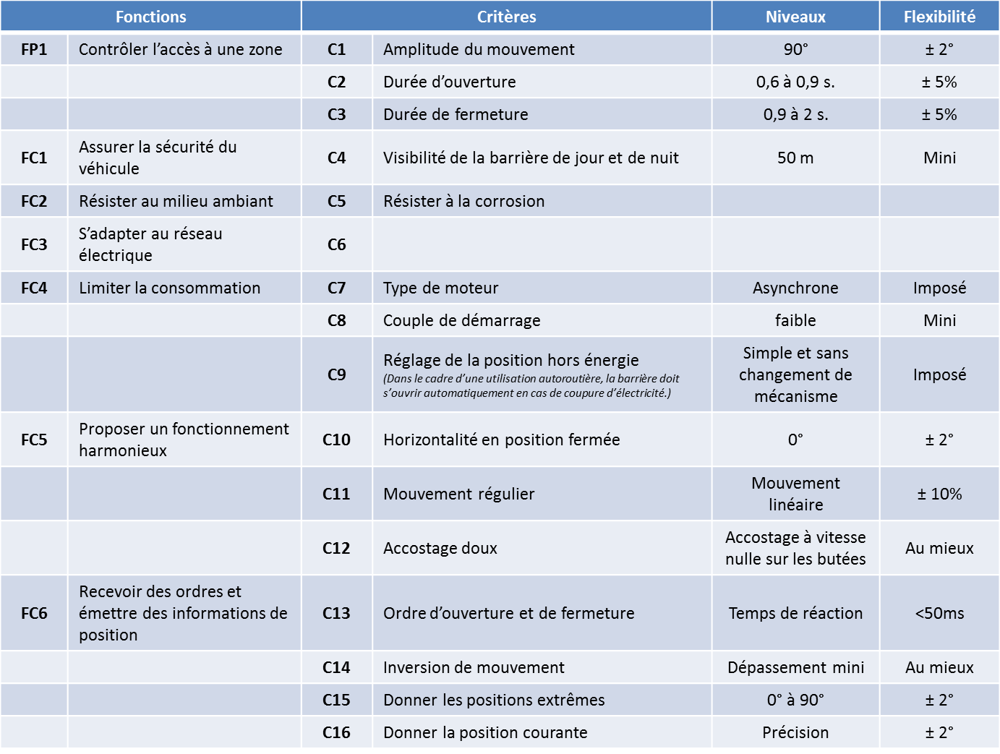 Fonctions Critères Niveaux Flexibilité
FP1 Contrôler l’accès à une zone C1 Amplitude du mouvement 90° ± 2°
C2 Durée d’ouverture 0,6 à 0,9 s. ± 5%
C3 Durée de fermeture 0,9 à 2 s. ± 5%
FC1 Assurer la sécurité du
véhicule C4 Visibilité de la barrière de jour et de nuit 50 m Mini
FC2 Résister au milieu ambiant C5 Résister à la corrosion
FC3 S’adapter au réseau
électrique C6
FC4 Limiter la consommation C7 Type de moteur Asynchrone Imposé
C8 Couple de démarrage faible Mini
C9 Réglage de la position hors énergie
(Dans le cadre d’une utilisation autoroutière, la barrière doit
s’ouvrir automatiquement en cas de coupure d’électricité.)
Simple et sans
changement de
mécanisme
Imposé
FC5 Proposer un fonctionnement
harmonieux C10 Horizontalité en position fermée 0° ± 2°
C11 Mouvement régulier Mouvement
linéaire ± 10%
C12 Accostage doux Accostage à vitesse
nulle sur les butées Au mieux
FC6 Recevoir des ordres et
émettre des informations de
position C13 Ordre d’ouverture et de fermeture Temps de réaction <50ms
C14 Inversion de mouvement Dépassement mini Au mieux
C15 Donner les positions extrêmes 0° à 90° ± 2°
C16 Donner la position courante Précision ± 2°